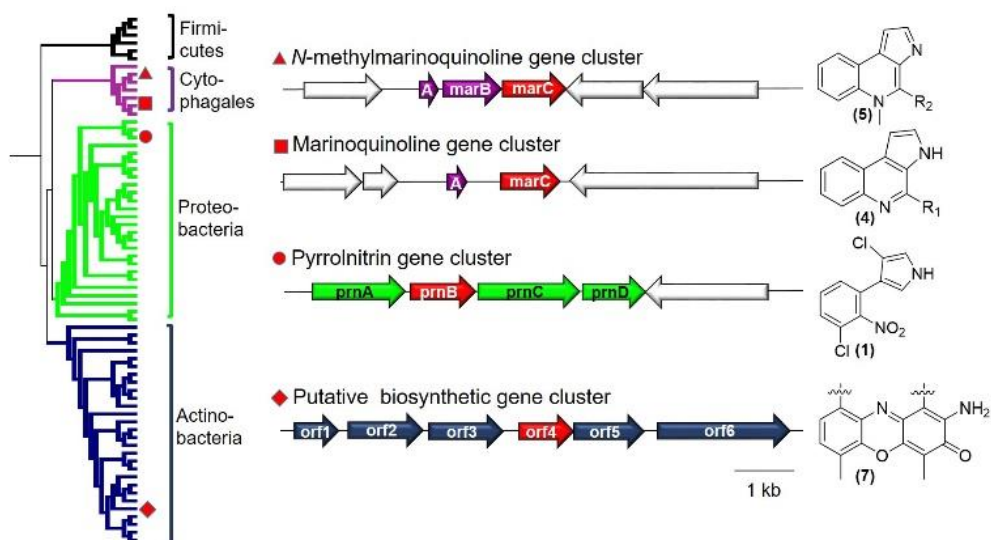 Firmi-
cutes
Cyto-
phagales
Proteo-
bacteria
Actino-
bacteria
N-methylmarinoquinoline gene cluster
A marB marC
N
N R2
(5)
Marinoquinoline gene cluster
A marC
NH
N R1
(4)
Pyrrolnitrin gene cluster
prnA prnB prnC prnD
Cl
NH
NO2
Cl (1)
Putative biosynthetic gene cluster
orf1 orf2 orf3 orf4 orf5 orf6
N NH2
O O
(7)
1 kb